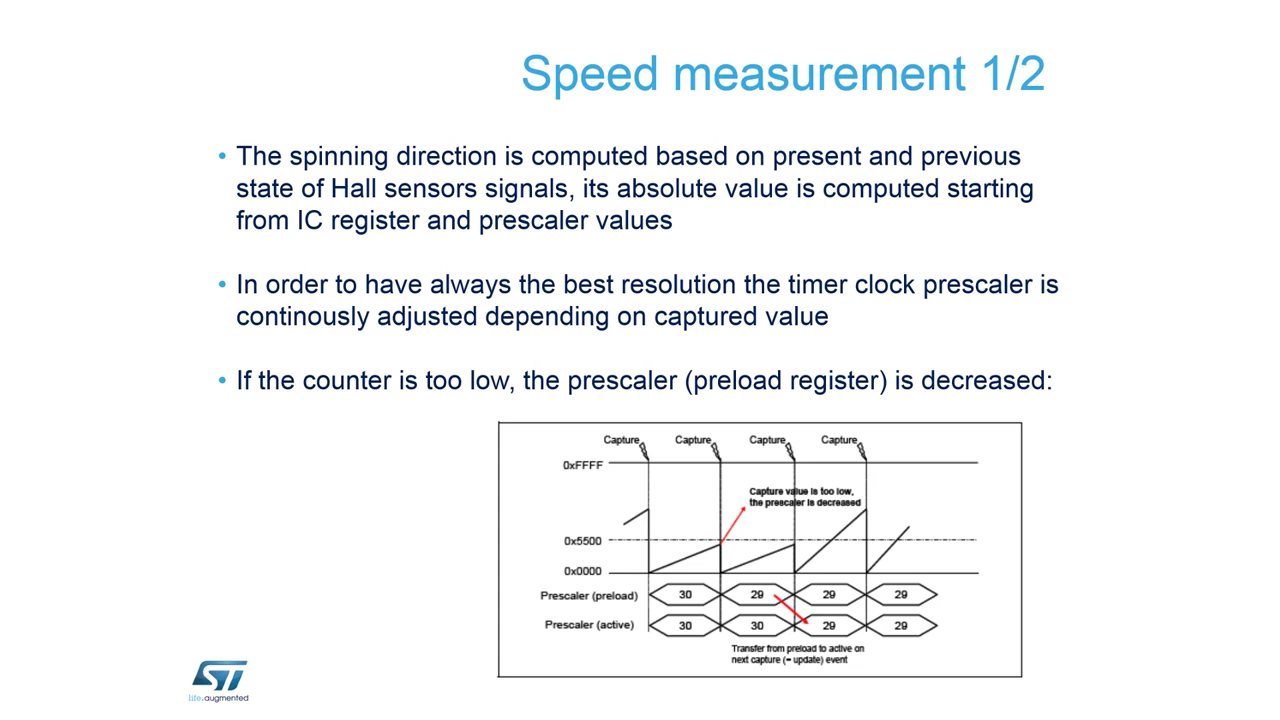 Speed measurement 1/2
• The spinning direction is computed based on present and previous
state of Hall sensors signals, its absolute value is computed starting
from IC register and prescaler values
• In order to have always the best resolution the timer clock prescaler is
continously adjusted depending on captured value
• If the counter is too low, the prescaler (preload register) is decreased:
Capture Capture Capture Capture
0xFFFF
Capture value is too low,
the prescaler is decreased
0x5500
0x0000
Prescaler (preload) 30 29 29 29
Prescaler (active) 30 30 29 29
Transfer from preload to active on
next capture (= update) event
ST
life.augmented